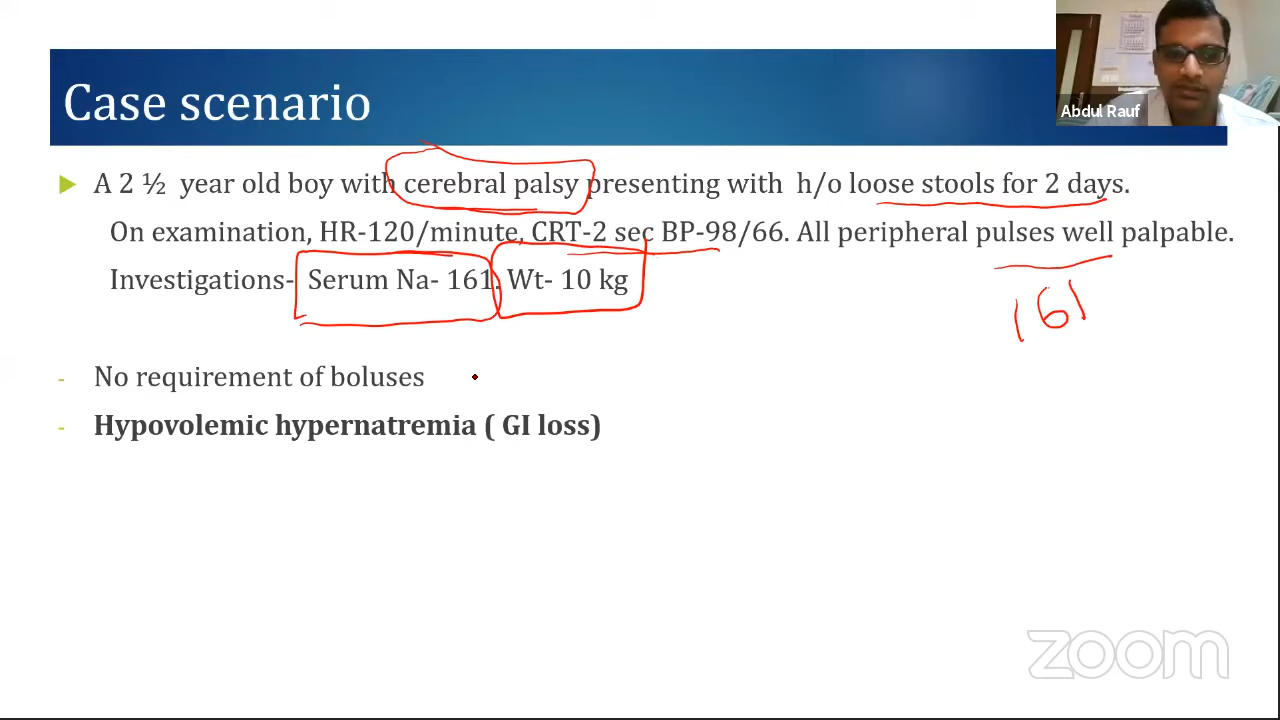 Case scenario
Abdul Rauf
A 2 ½ year old boy with cerebral palsy presenting with h/o loose stools for 2 days.
On examination, HR-120/minute, CRT-2 sec BP-98/66. All peripheral pulses well palpable.
Investigations- Serum Na- 161. Wt- 10 kg
161
- No requirement of boluses
- Hypovolemic hypernatremia ( GI loss)
zoom